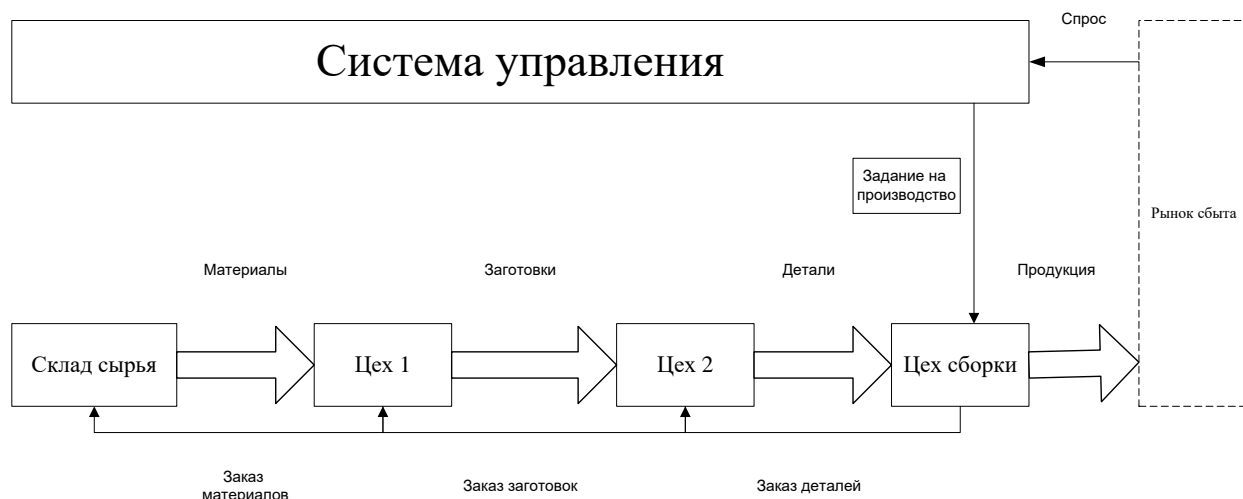 Спрос
Система управления
Задание на
производство
Рынок сбыта
Материалы
Заготовки
Детали
Продукция
Склад сырья
Цех 1
Цех 2
Цех сборки
Заказ
материалов
Заказ заготовок
Заказ деталей